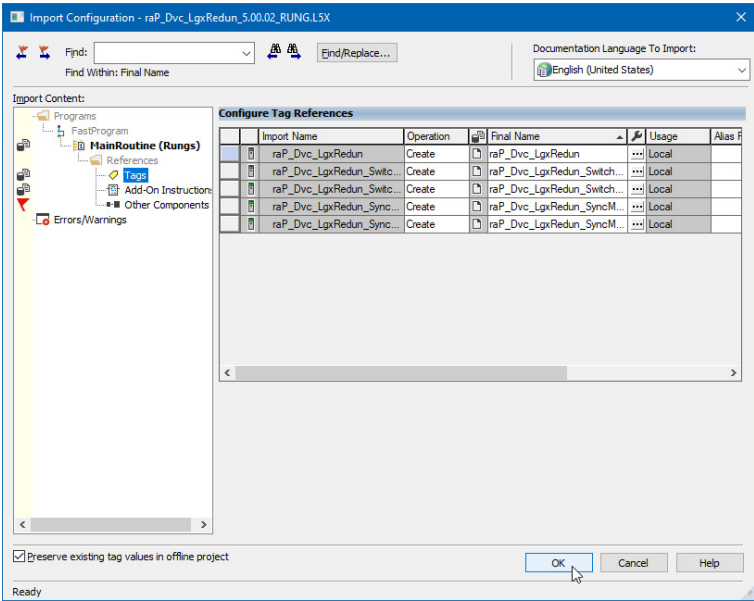 Import Configuration - raP_Dvc_LgxRedun_5.00.02_RUNG.L5X
Find:
Find/Replace...
Find Within: Final Name
Documentation Language To Import:
English (United States)
Import Content:
Programs
FastProgram
MainRoutine (Rungs)
References
Tags
Add-On Instructions
Other Components
Errors/Warnings
Configure Tag References
Import Name Operation Final Name Usage Alias F
raP_Dvc_LgxRedun Create raP_Dvc_LgxRedun ... Local
raP_Dvc_LgxRedun_Switc... Create raP_Dvc_LgxRedun_Switch... ... Local
raP_Dvc_LgxRedun_Switc... Create raP_Dvc_LgxRedun_Switch... ... Local
raP_Dvc_LgxRedun_Sync... Create raP_Dvc_LgxRedun_SyncM... ... Local
raP_Dvc_LgxRedun_Sync... Create raP_Dvc_LgxRedun_SyncM... ... Local
Preserve existing tag values in offline project
OK Cancel Help
Ready